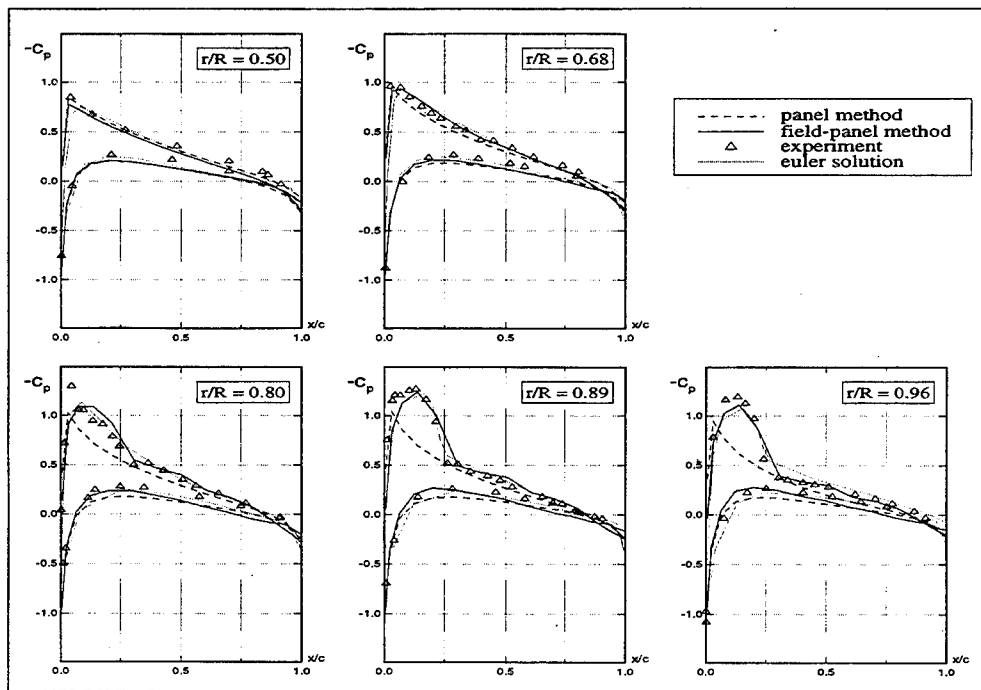 -Cp
r/R = 0.50
1.0
0.5
0.0
-0.5
-1.0
0.0
0.5
x/c
1.0
-Cp
r/R = 0.68
1.0
0.5
0.0
-0.5
-1.0
0.0
0.5
x/c
1.0
panel method
field-panel method
experiment
euler solution
-Cp
r/R = 0.80
1.0
0.5
0.0
-0.5
-1.0
0.0
0.5
x/c
1.0
-Cp
r/R = 0.89
1.0
0.5
0.0
-0.5
-1.0
0.0
0.5
x/c
1.0
-Cp
r/R = 0.96
1.0
0.5
0.0
-0.5
-1.0
0.0
0.5
x/c
1.0